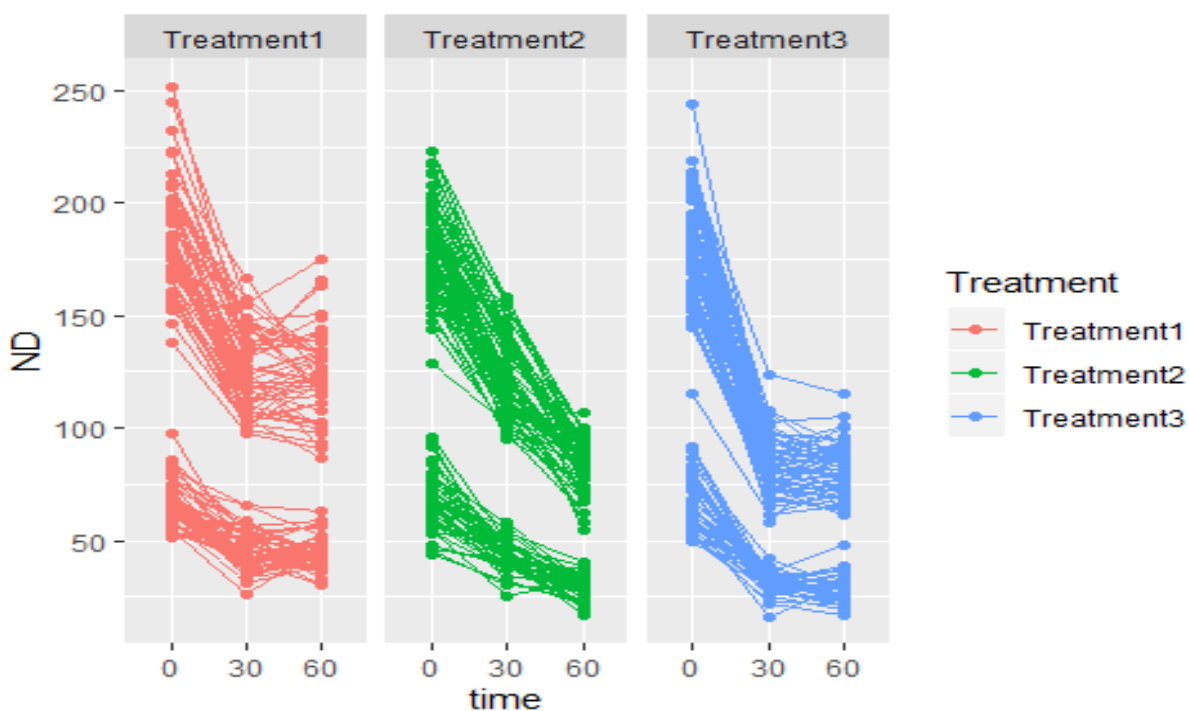 Treatment1 Treatment2 Treatment3
250
200
150
100
50
ND
0 30 60 0 30 60 0 30 60
time
Treatment
Treatment1
Treatment2
Treatment3